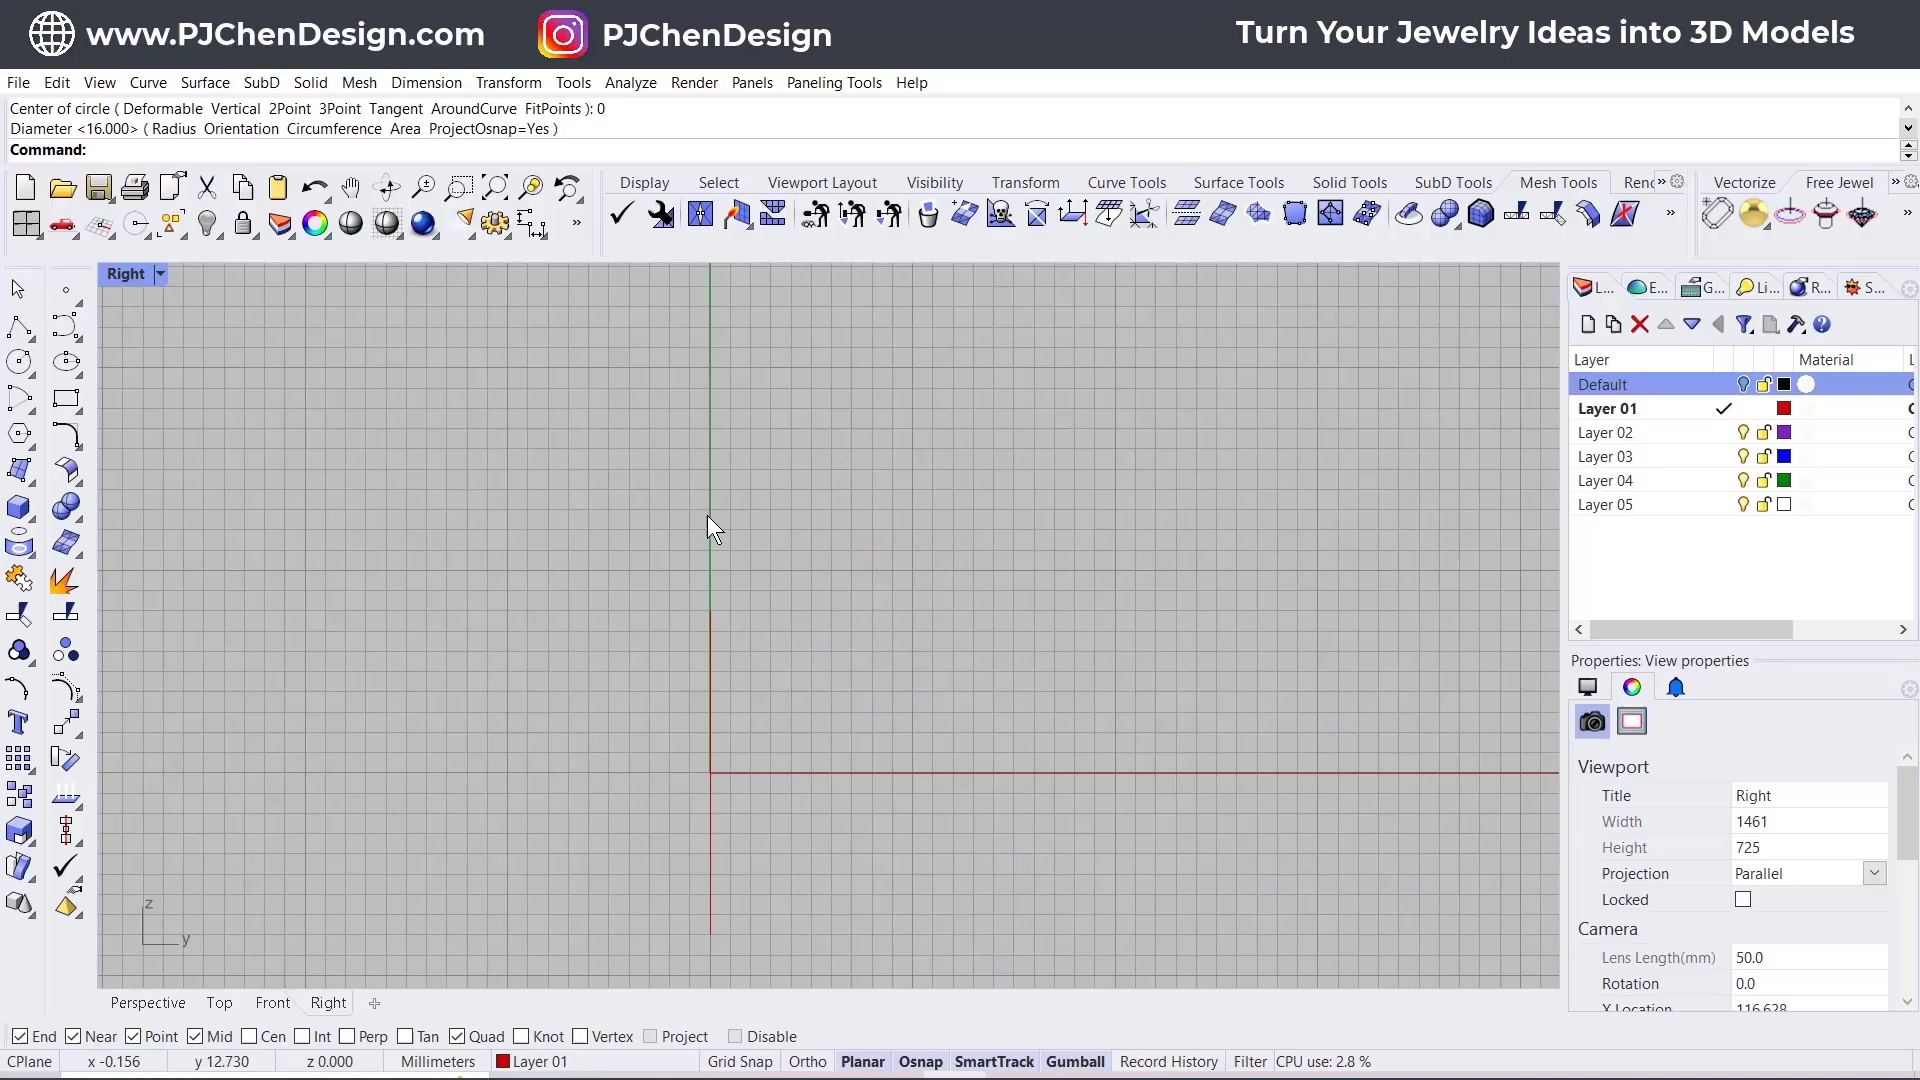 www.PJChenDesign.com
PJChenDesign
Turn Your Jewelry Ideas into 3D Models
File Edit View Curve Surface SubD Solid Mesh Dimension Transform Tools Analyze Render Panels Paneling Tools Help
Center of circle ( Deformable Vertical 2Point 3Point Tangent AroundCurve FitPoints ): 0
Diameter <16.000> ( Radius Orientation Circumference Area ProjectOsnap=Yes )
Command:
Display Select Viewport Layout Visibility Transform Curve Tools Surface Tools Solid Tools SubD Tools Mesh Tools Renc » Vectorize Free Jewel »
» » »
Right
L... E... G... Li... R... S...
Layer Material L
Default
Layer 01
Layer 02
Layer 03
Layer 04
Layer 05
Properties: View properties
Viewport
Title Right
Width 1461
Height 725
Projection Parallel
Locked
Camera
Lens Length(mm) 50.0
Rotation 0.0
X Location 116.628
z
y
Perspective Top Front Right
End Near Point Mid Cen Int Perp Tan Quad Knot Vertex Project Disable
CPlane x -0.156 y 12.730 z 0.000 Millimeters Layer 01 Grid Snap Ortho Planar Osnap SmartTrack Gumball Record History Filter CPU use: 2.8 %